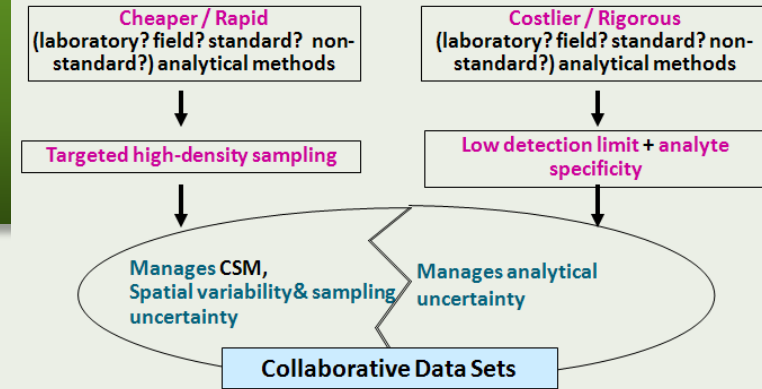 Cheaper / Rapid
(laboratory? field? standard? non-
standard?) analytical methods
Costlier / Rigorous
(laboratory? field? standard? non-
standard?) analytical methods
Targeted high-density sampling
Low detection limit + analyte
specificity
Manages CSM,
Spatial variability& sampling
uncertainty
Manages analytical
uncertainty
Collaborative Data Sets